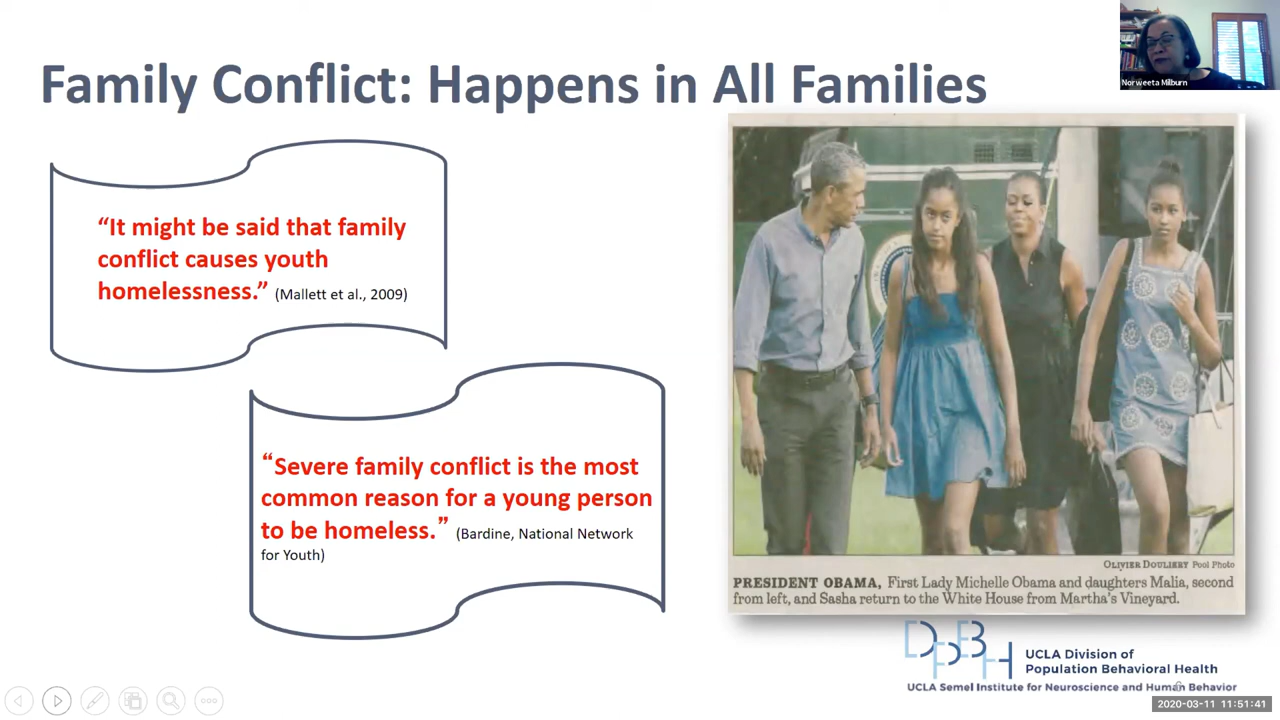 Family Conflict: Happens in All Families
Norweeta Milburn
“It might be said that family
conflict causes youth
homelessness.” (Mallett et al., 2009)
“Severe family conflict is the most
common reason for a young person
to be homeless.” (Bardine, National Network
for Youth)
OLIVIER DOULIERY Pool Photo
PRESIDENT OBAMA, First Lady Michelle Obama and daughters Malia, second
from left, and Sasha return to the White House from Martha's Vineyard.
DPBH
UCLA Division of
Population Behavioral Health
UCLA Semel Institute for Neuroscience and Human Behavior
2020-03-11 11:51:41